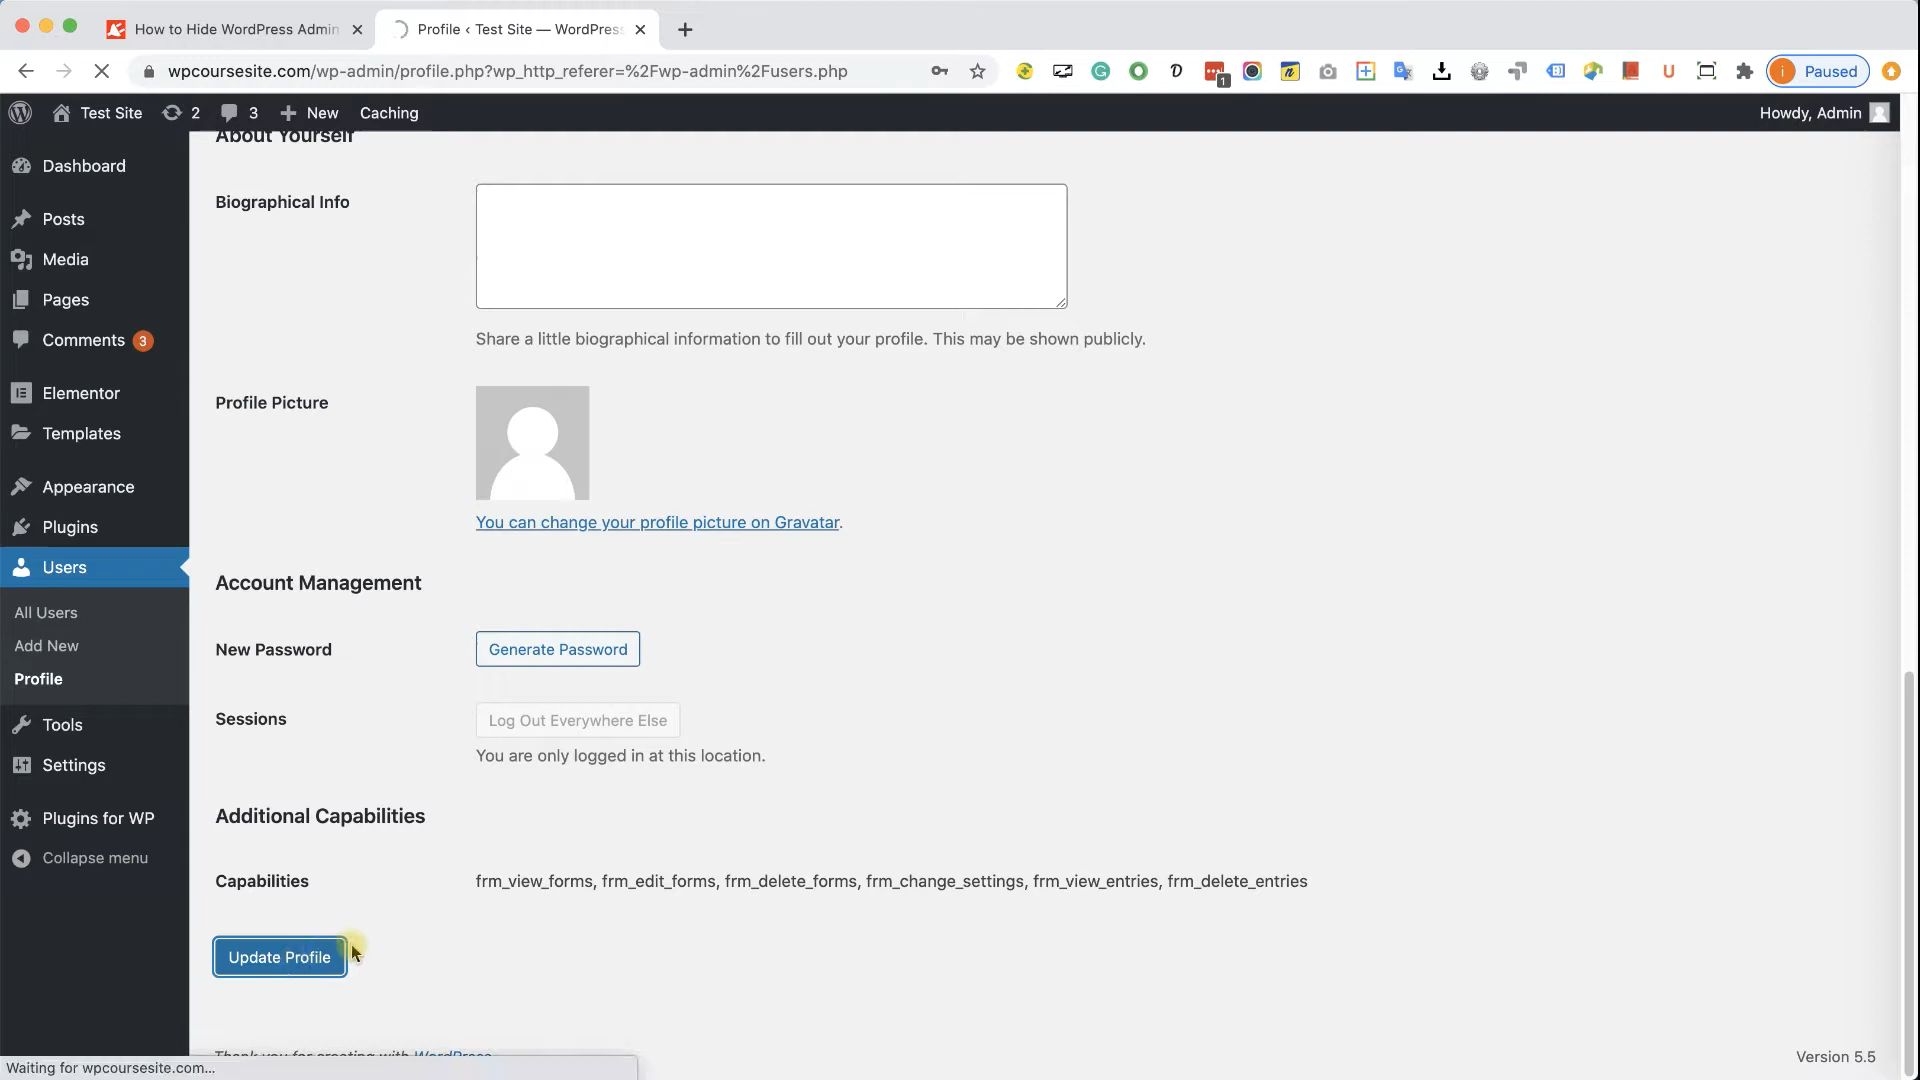 How to Hide WordPress Admin
Profile ‹ Test Site — WordPress
wpcoursesite.com/wp-admin/profile.php?wp_http_referer=%2Fwp-admin%2Fusers.php
1
Paused
Test Site
2
3
New
Caching
Howdy, Admin
Dashboard
Posts
Media
Pages
Comments 3
Elementor
Templates
Appearance
Plugins
Users
All Users
Add New
Profile
Tools
Settings
Plugins for WP
Collapse menu
About Yourself
Biographical Info
Share a little biographical information to fill out your profile. This may be shown publicly.
Profile Picture
You can change your profile picture on Gravatar.
Account Management
New Password
Generate Password
Sessions
Log Out Everywhere Else
You are only logged in at this location.
Additional Capabilities
Capabilities
frm_view_forms, frm_edit_forms, frm_delete_forms, frm_change_settings, frm_view_entries, frm_delete_entries
Update Profile
Thank you for creating with WordPress
Version 5.5
Waiting for wpcoursesite.com...